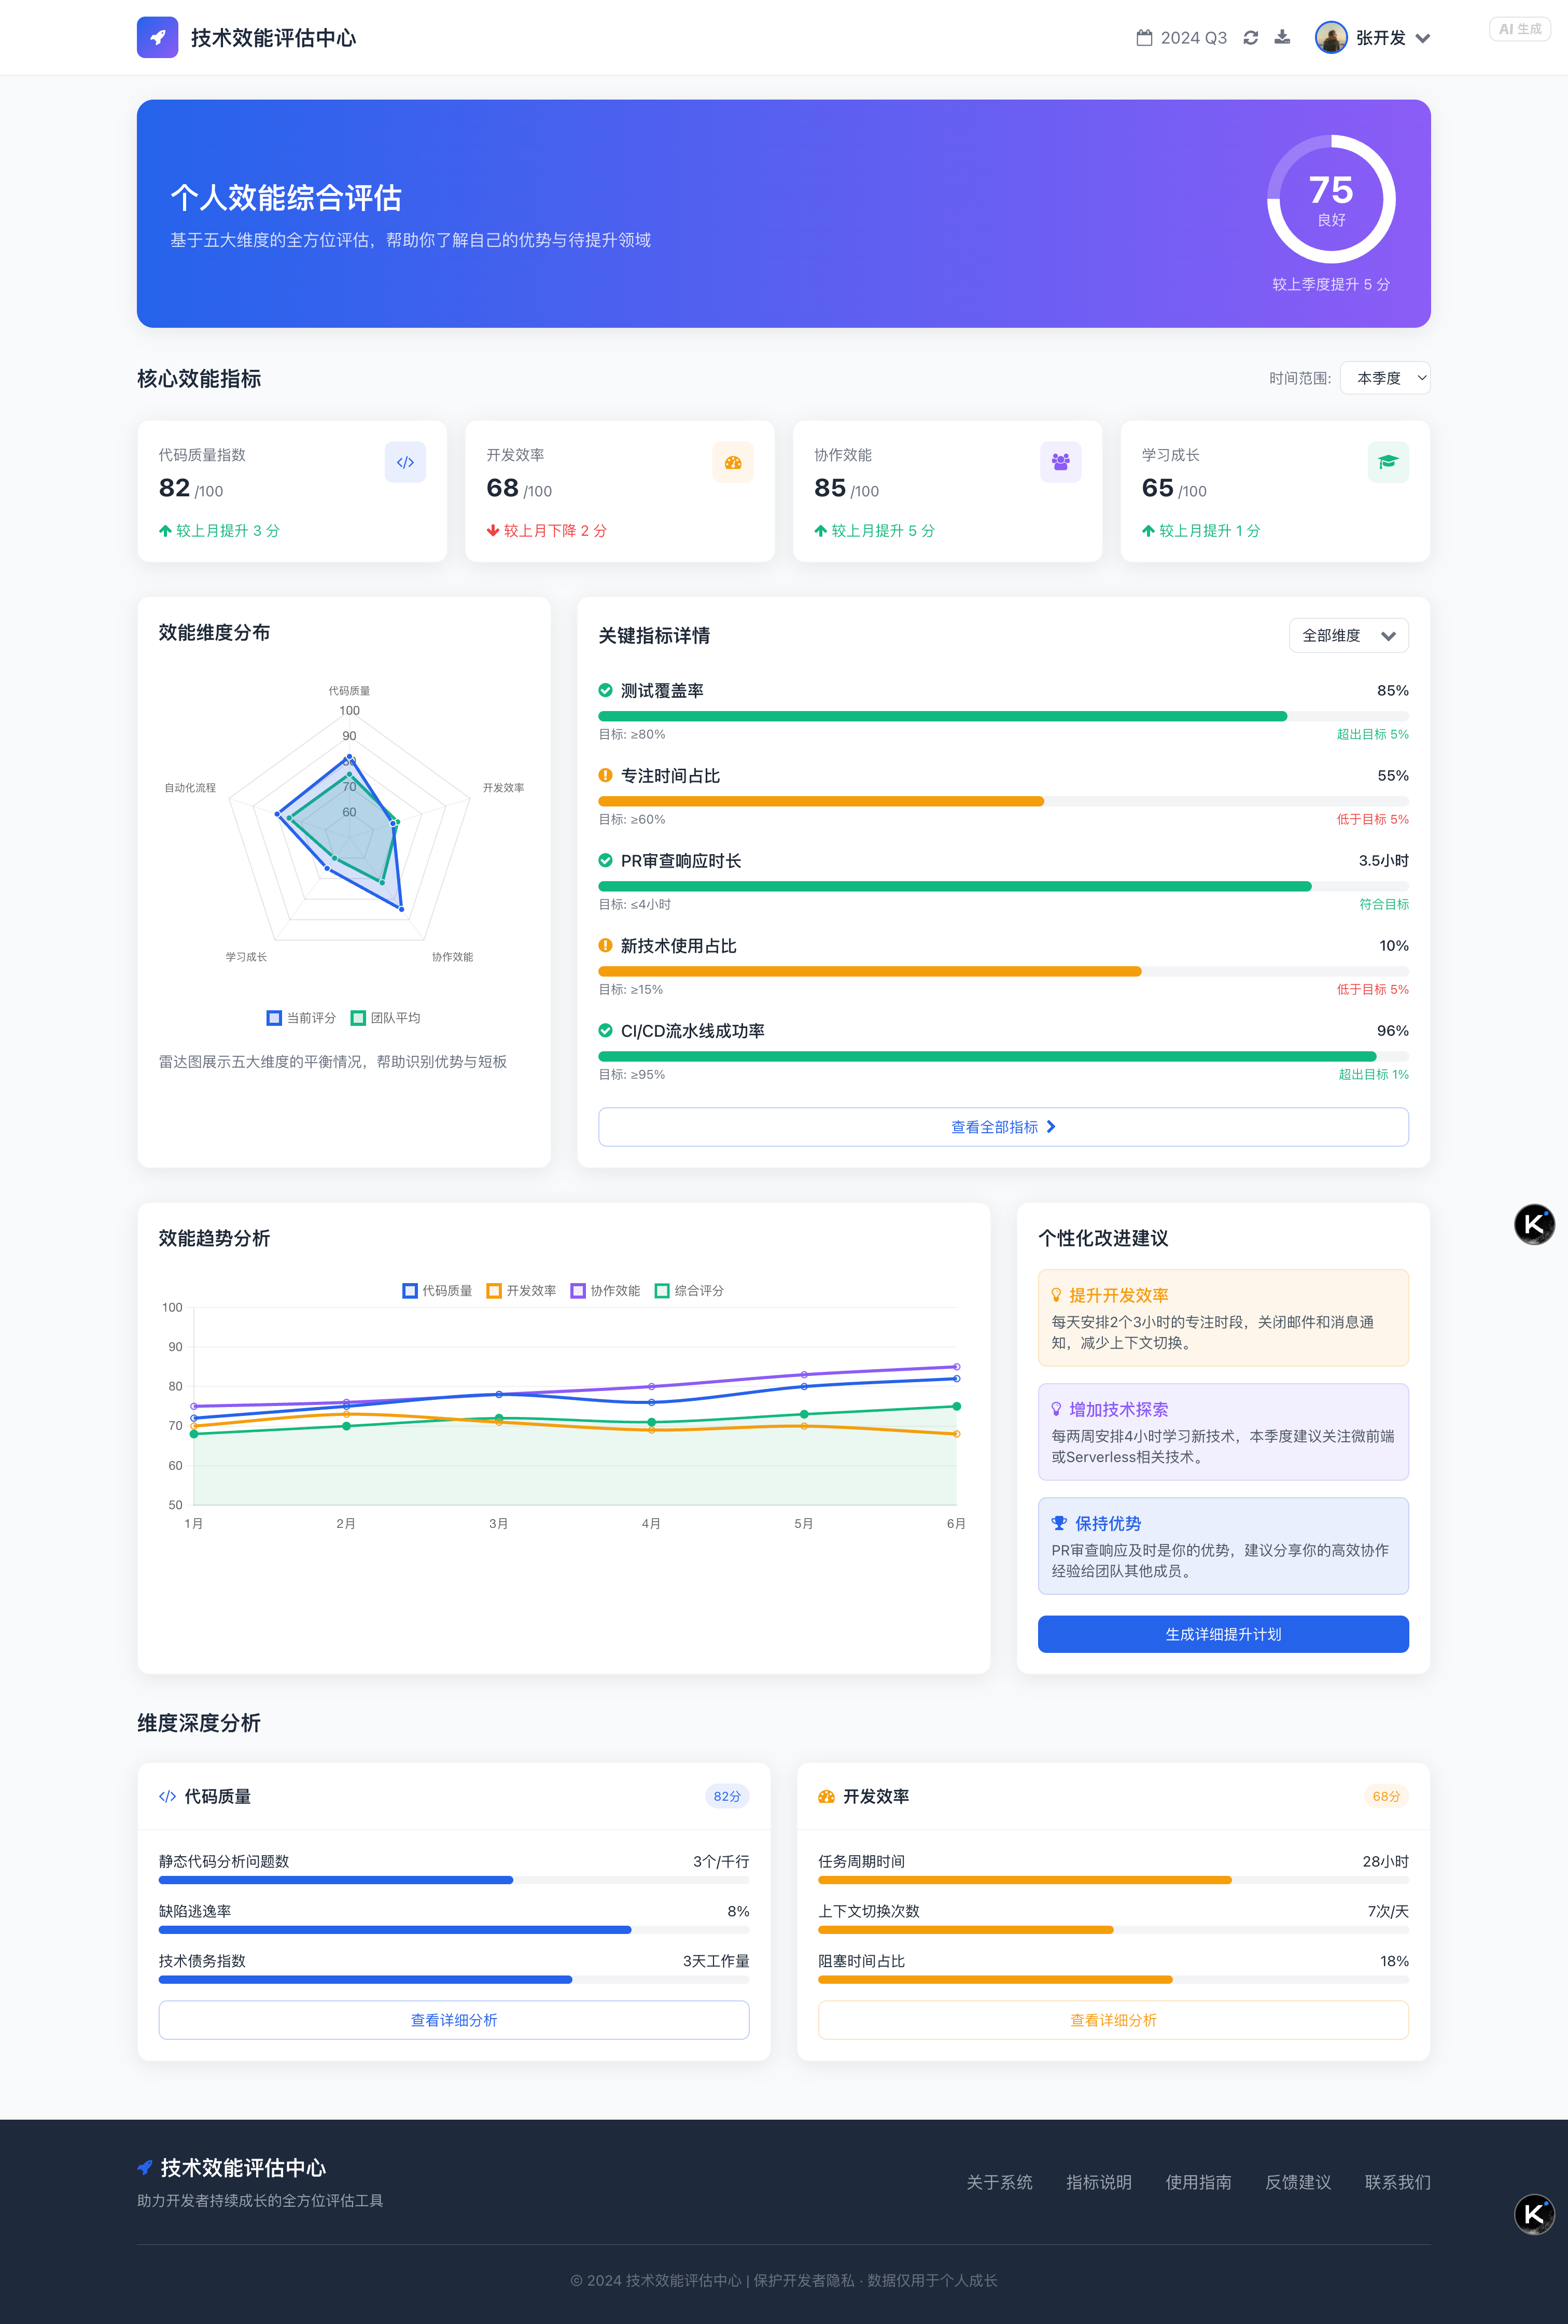 技术效能评估中心
2024 Q3
张开发
AI 生成
个人效能综合评估
基于五大维度的全方位评估，帮助你了解自己的优势与待提升领域
75
良好
较上季度提升 5 分
核心效能指标
时间范围:
本季度
代码质量指数
82 /100
较上月提升 3 分
开发效率
68 /100
较上月下降 2 分
协作效能
85 /100
较上月提升 5 分
学习成长
65 /100
较上月提升 1 分
效能维度分布
代码质量
100
90
80
70
60
自动化流程
开发效率
学习成长
协作效能
当前评分
团队平均
雷达图展示五大维度的平衡情况，帮助识别优势与短板
关键指标详情
全部维度
测试覆盖率
85%
目标: ≥80%
超出目标 5%
专注时间占比
55%
目标: ≥60%
低于目标 5%
PR审查响应时长
3.5小时
目标: ≤4小时
符合目标
新技术使用占比
10%
目标: ≥15%
低于目标 5%
CI/CD流水线成功率
96%
目标: ≥95%
超出目标 1%
查看全部指标
效能趋势分析
代码质量
开发效率
协作效能
综合评分
100
90
80
70
60
50
1月
2月
3月
4月
5月
6月
个性化改进建议
提升开发效率
每天安排2个3小时的专注时段，关闭邮件和消息通
知，减少上下文切换。
增加技术探索
每两周安排4小时学习新技术，本季度建议关注微前端
或Serverless相关技术。
保持优势
PR审查响应及时是你的优势，建议分享你的高效协作
经验给团队其他成员。
生成详细提升计划
K
维度深度分析
代码质量
82分
静态代码分析问题数
3个/千行
缺陷逃逸率
8%
技术债务指数
3天工作量
查看详细分析
开发效率
68分
任务周期时间
28小时
上下文切换次数
7次/天
阻塞时间占比
18%
查看详细分析
技术效能评估中心
助力开发者持续成长的全方位评估工具
关于系统
指标说明
使用指南
反馈建议
联系我们
K
© 2024 技术效能评估中心 | 保护开发者隐私 · 数据仅用于个人成长